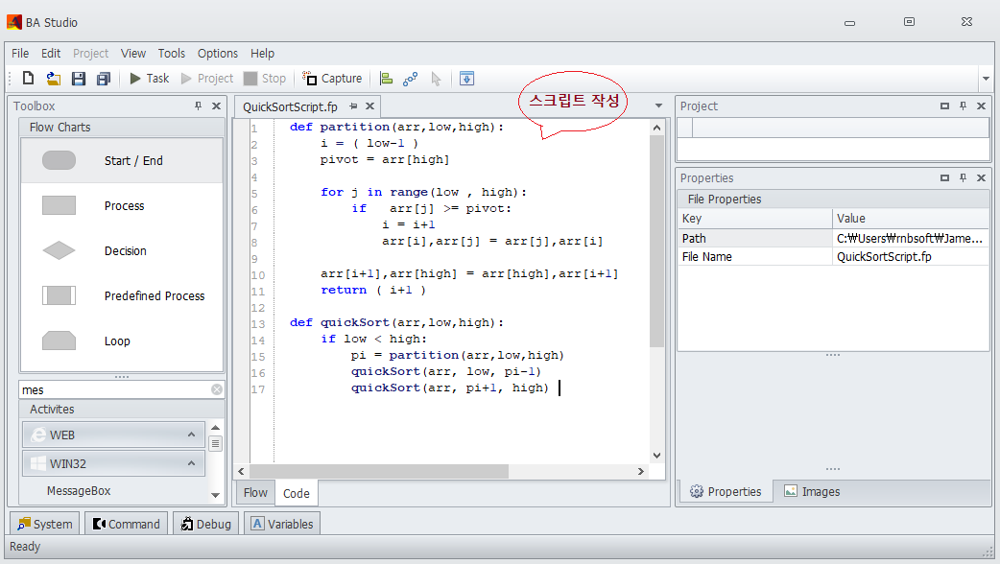 BA Studio
File Edit Project View Tools Options Help
Task Project Stop Capture
Toolbox
Flow Charts
Start / End
Process
Decision
Predefined Process
Loop
mes
Activites
WEB
WIN32
MessageBox
QuickSortScript.fp
스크립트 작성
1 def partition(arr,low,high):
2 i = ( low-1 )
3 pivot = arr[high]
4
5 for j in range(low , high):
6 if arr[j] >= pivot:
7 i = i+1
8 arr[i],arr[j] = arr[j],arr[i]
9
10 arr[i+1],arr[high] = arr[high],arr[i+1]
11 return ( i+1 )
12
13 def quickSort(arr,low,high):
14 if low < high:
15 pi = partition(arr,low,high)
16 quickSort(arr, low, pi-1)
17 quickSort(arr, pi+1, high)
Flow Code
Project
Properties
File Properties
Key Value
Path C:₩Users₩rnbsoft₩Jame...
File Name QuickSortScript.fp
Properties Images
System Command Debug Variables
Ready